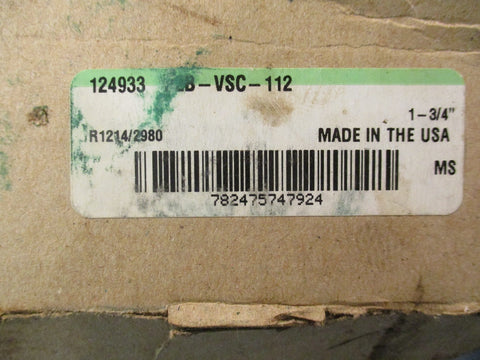 124933 B-VSC-112
1-3/4"
R1214/2980 MADE IN THE USA
MS
782475747924